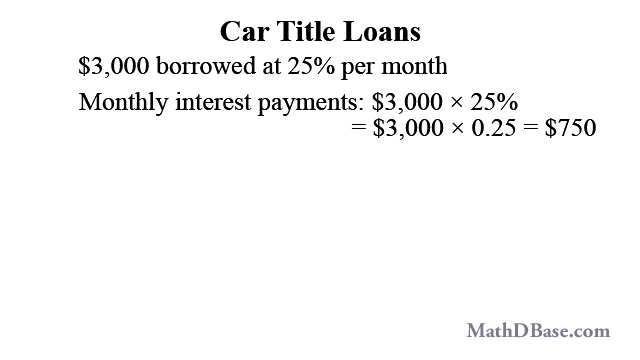 Car Title Loans
$3,000 borrowed at 25% per month
Monthly interest payments: $3,000 × 25%
= $3,000 × 0.25 = $750
MathDBase.com